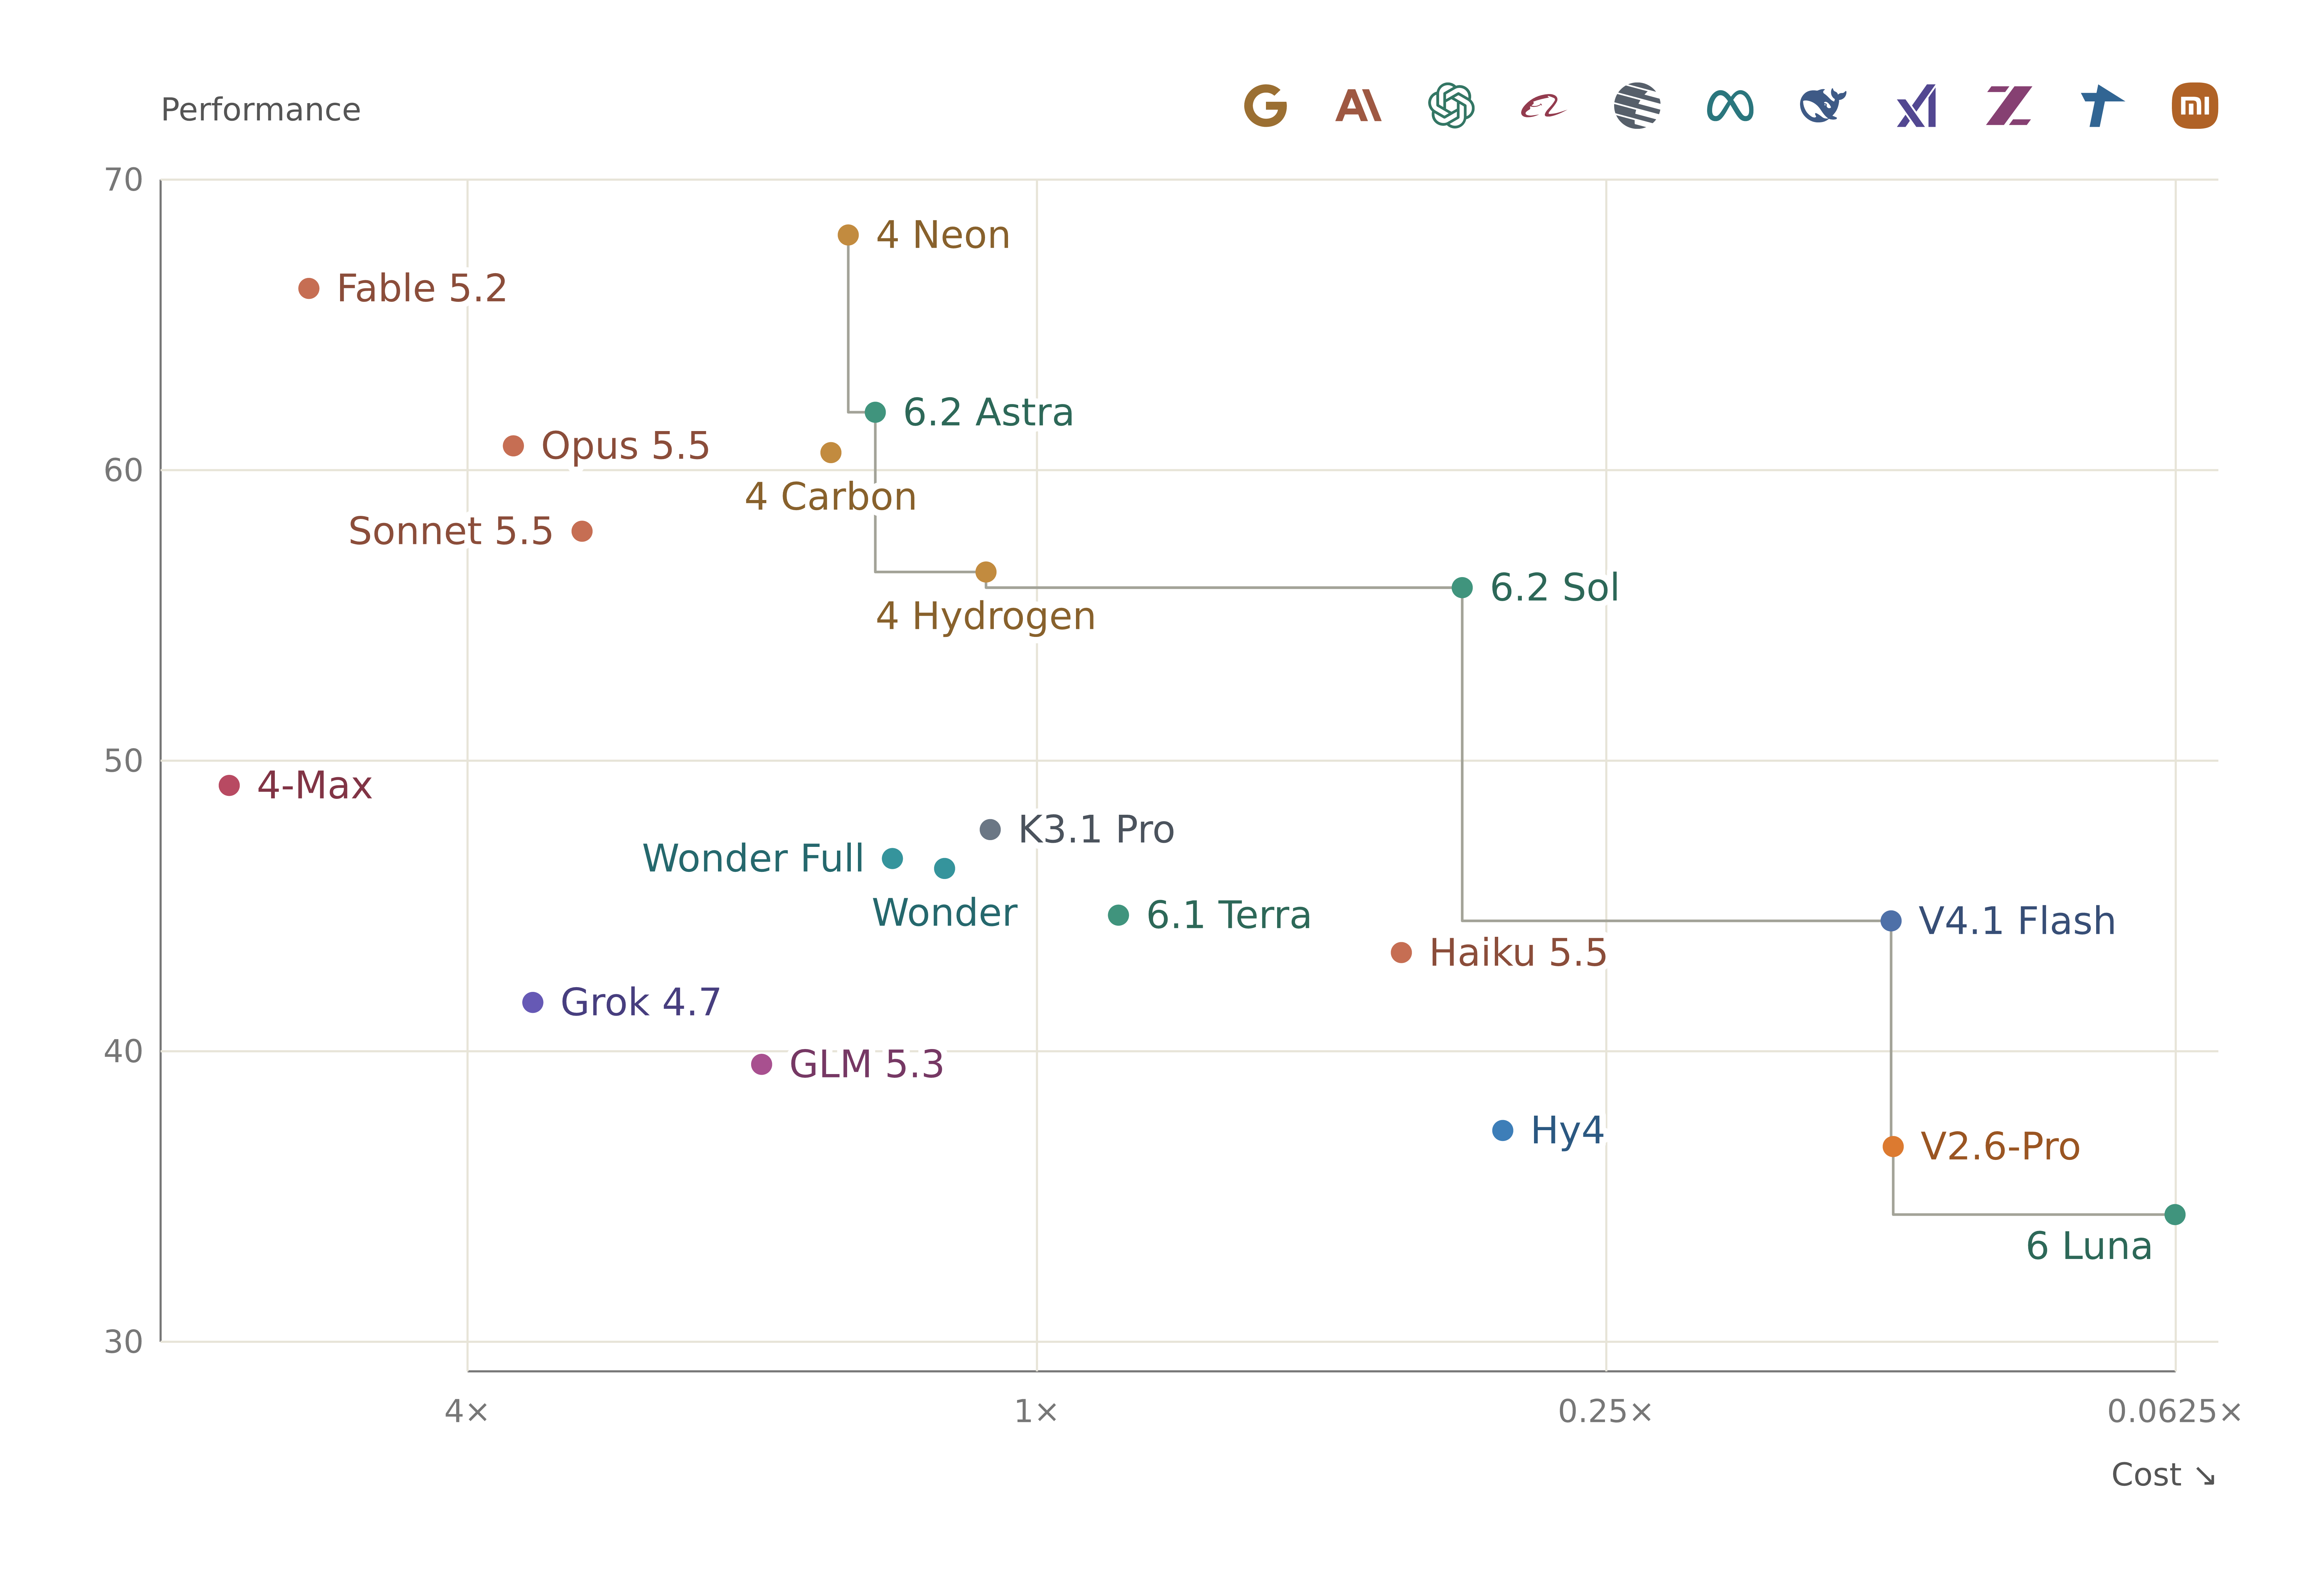 Performance
70
4 Neon
Fable 5.2
6.2 Astra
Opus 5.5
60
4 Carbon
Sonnet 5.5
6.2 Sol
4 Hydrogen
50
4-Max
K3.1 Pro
Wonder Full
Wonder
6.1 Terra
V4.1 Flash
Haiku 5.5
Grok 4.7
40
GLM 5.3
Hy4
V2.6-Pro
6 Luna
30
4×
1×
0.25×
0.0625×
Cost ↘